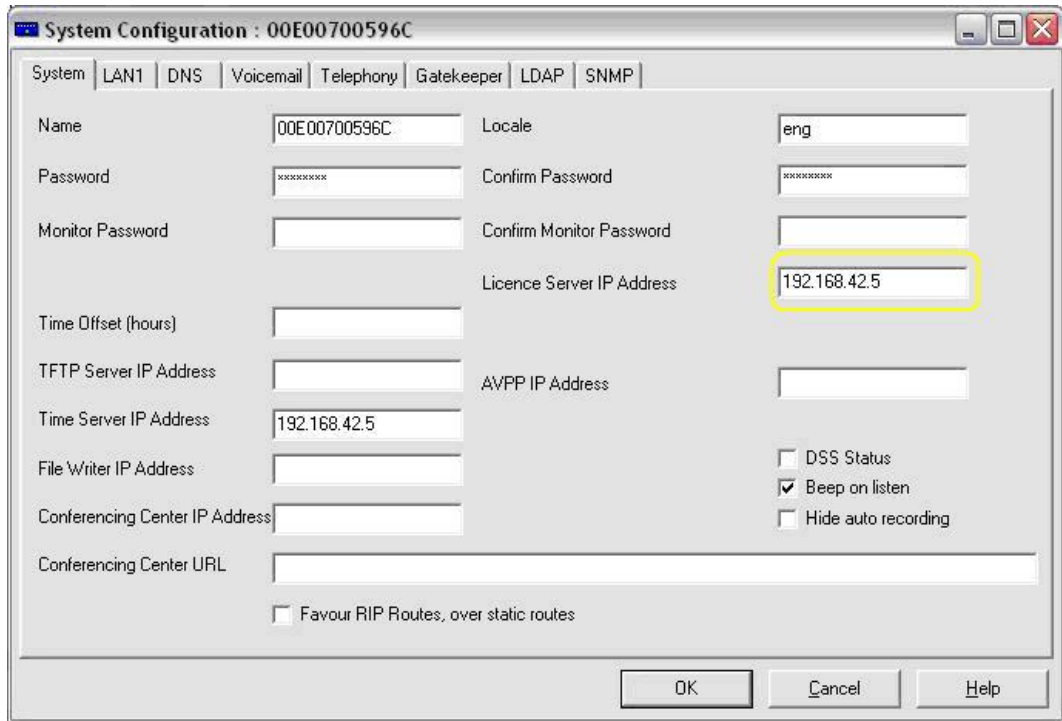 System Configuration : 00E00700596C
System LAN1 DNS Voicemail Telephony Gatekeeper LDAP SNMP
Name 00E00700596C Locale eng
Password ******** Confirm Password ********
Monitor Password Confirm Monitor Password
Licence Server IP Address 192.168.42.5
Time Offset (hours)
TFTP Server IP Address AVPP IP Address
Time Server IP Address 192.168.42.5
File Writer IP Address DSS Status
Beep on listen
Conferencing Center IP Address Hide auto recording
Conferencing Center URL
Favour RIP Routes, over static routes
OK Cancel Help